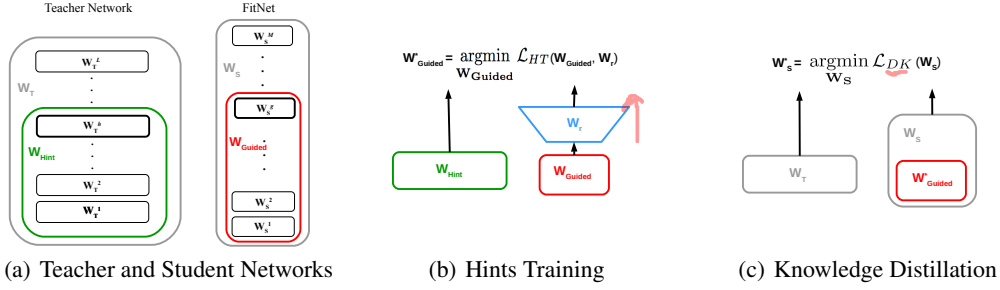 Teacher Network
FitNet
W_T^L
W_T
W_T^h
W_Hint
W_T^2
W_T^1
W_S^M
W_S
W_S^g
W_Guided
W_S^2
W_S^1
(a) Teacher and Student Networks
W*_Guided = argmin L_HT(W_Guided, W_r)
W_Guided
W_r
W_Hint
W_Guided
(b) Hints Training
W*_S = argmin L_DK(W_S)
W_S
W_S
W_T
W*_Guided
(c) Knowledge Distillation